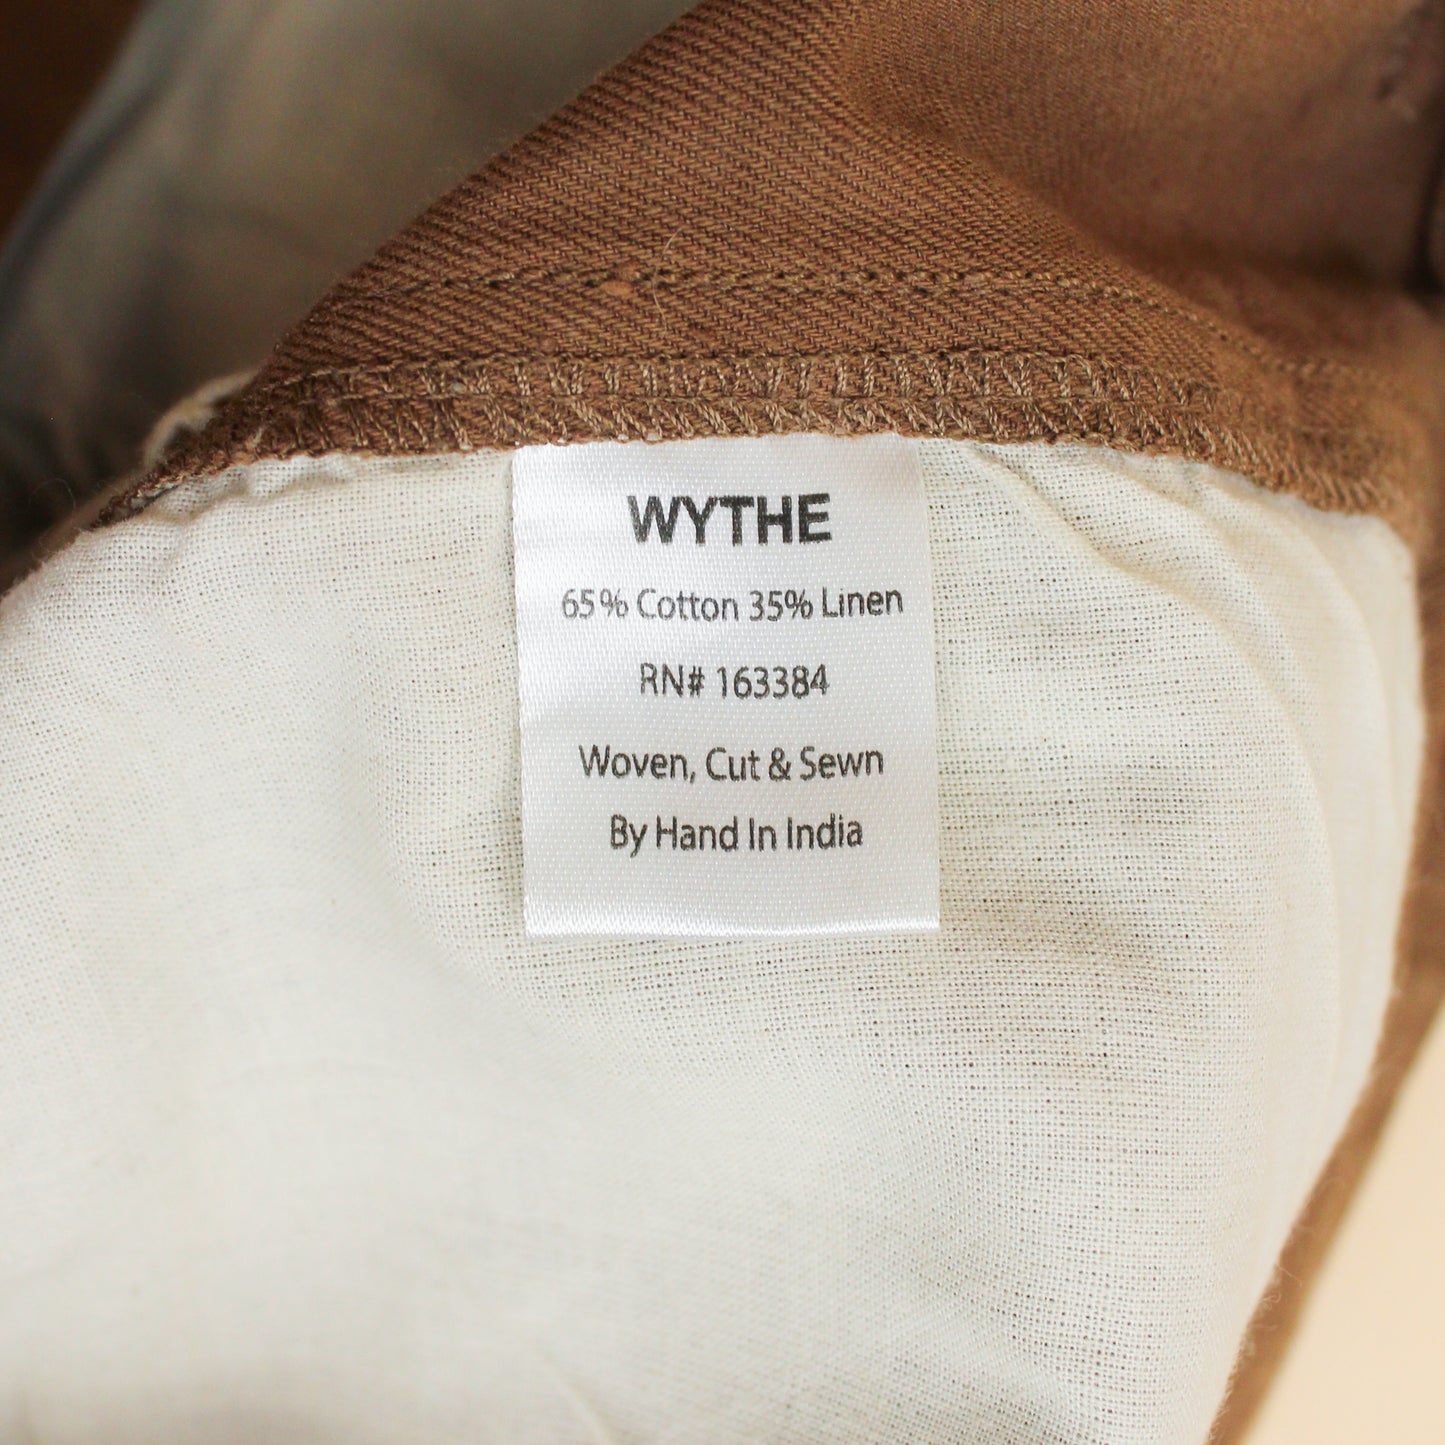 WYTHE
65% Cotton 35% Linen
RN# 163384
Woven, Cut & Sewn
By Hand In India